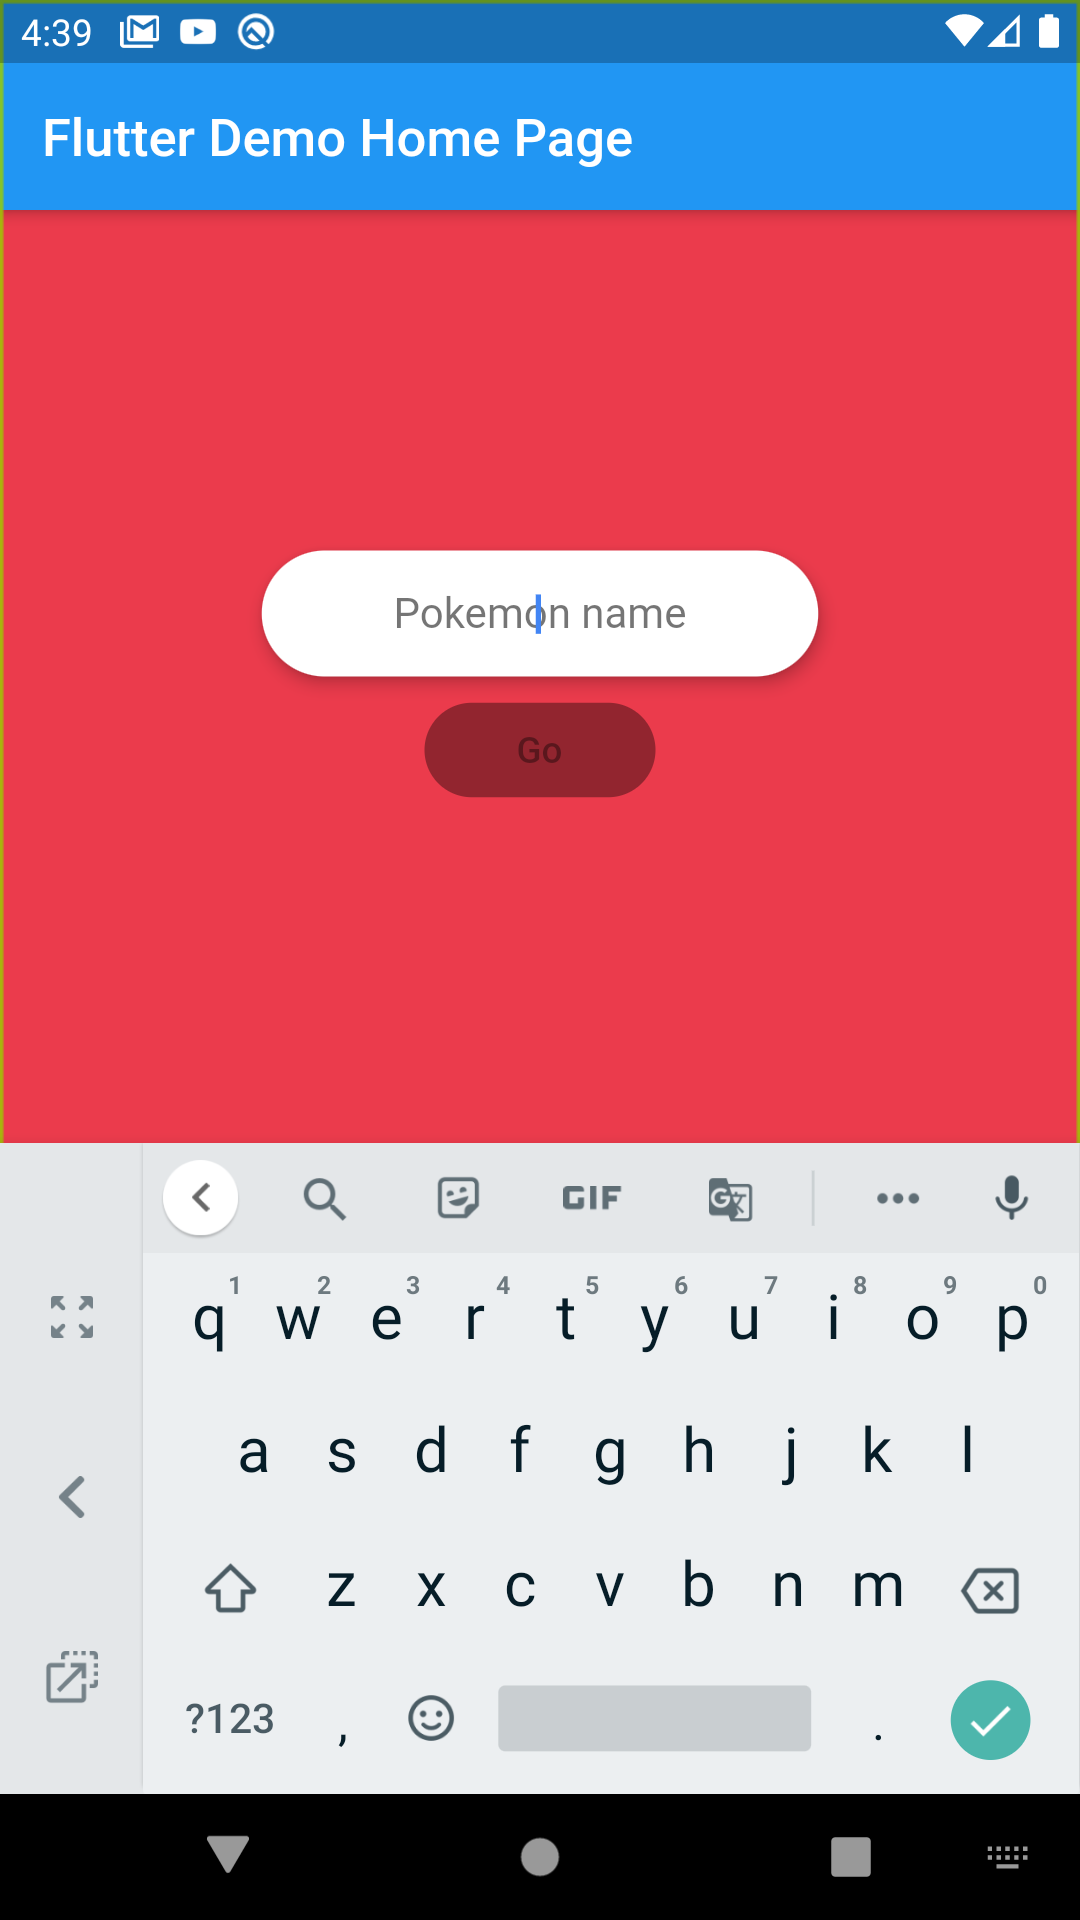 4:39
Flutter Demo Home Page
Pokemon name
Go
GIF
G
1 2 3 4 5 6 7 8 9 0
q w e r t y u i o p
a s d f g h j k l
z x c v b n m
?123 , .